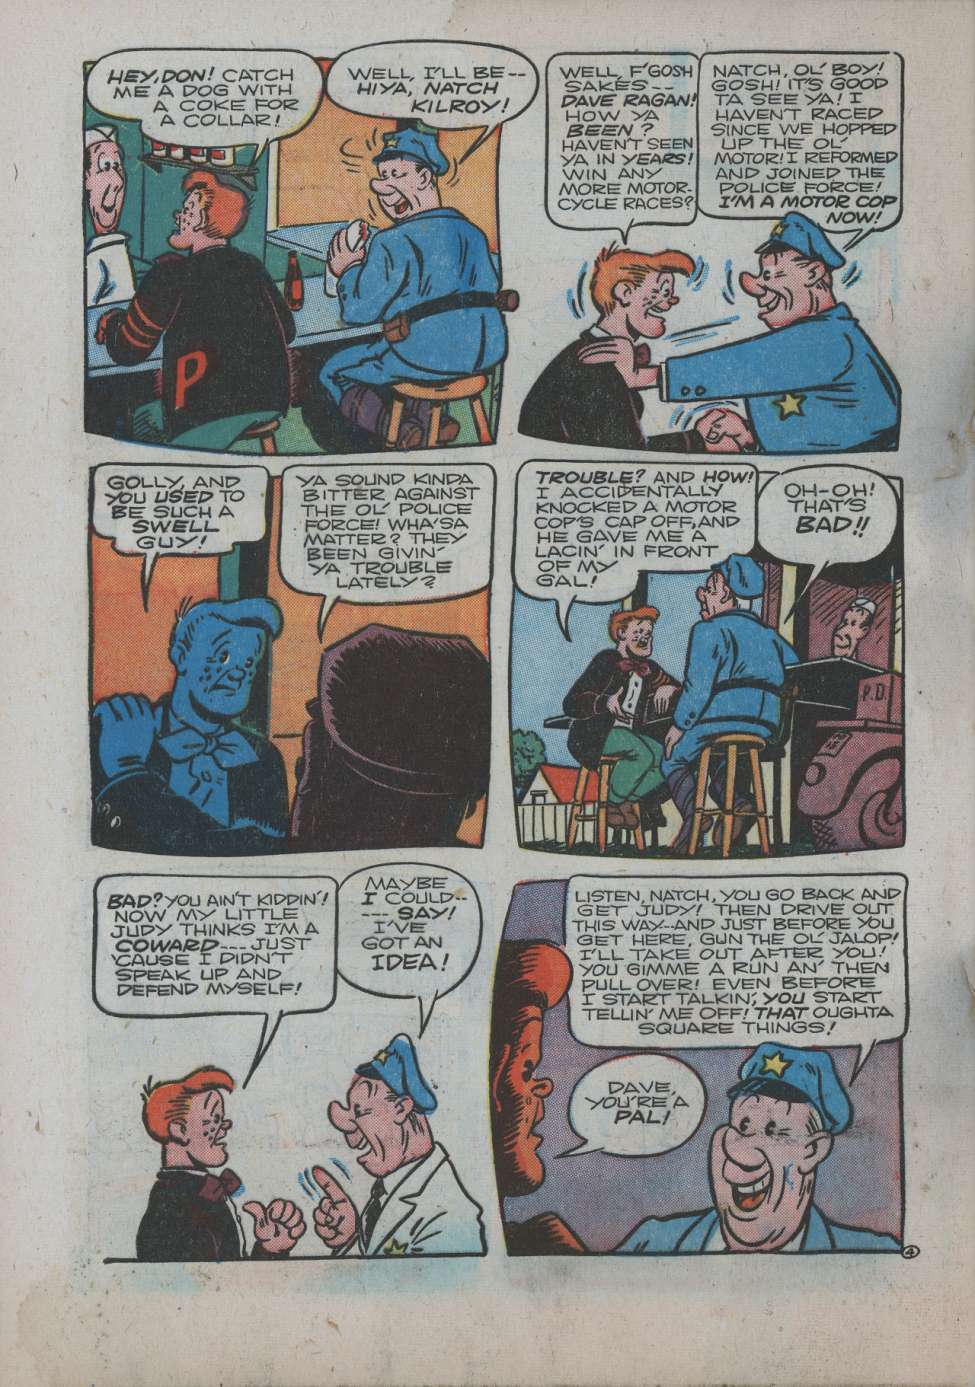 HEY, DON! CATCH
ME A DOG WITH
A COKE FOR
A COLLAR!
WELL, I'LL BE--
HIYA, NATCH
KILROY!
P
WELL, F'GOSH
SAKES--
DAVE RAGAN!
HOW YA
BEEN?
HAVEN'T SEEN
YA IN YEARS!
WIN ANY
MORE MOTOR-
CYCLE RACES?
NATCH, OL' BOY!
GOSH! IT'S GOOD
TA SEE YA! I
HAVEN'T RACED
SINCE WE HOPPED
UP THE OL'
MOTOR! I REFORMED
AND JOINED THE
POLICE FORCE!
I'M A MOTOR COP
NOW!
GOLLY, AND
YOU USED TO
BE SUCH A
SWELL
GUY!
YA SOUND KINDA
BITTER AGAINST
THE OL' POLICE
FORCE! WHA'SA
MATTER? THEY
BEEN GIVIN'
YA TROUBLE
LATELY?
TROUBLE? AND HOW!
I ACCIDENTALLY
KNOCKED A MOTOR
COP'S CAP OFF, AND
HE GAVE ME A
LACIN' IN FRONT
OF MY
GAL!
OH-OH!
THAT'S
BAD!!
P.D.
BAD? YOU AIN'T KIDDIN'!
NOW MY LITTLE
JUDY THINKS I'M A
COWARD--- JUST
'CAUSE I DIDN'T
SPEAK UP AND
DEFEND MYSELF!
MAYBE
I COULD--
--- SAY!
I'VE
GOT AN
IDEA!
LISTEN, NATCH, YOU GO BACK AND
GET JUDY! THEN DRIVE OUT
THIS WAY--AND JUST BEFORE YOU
GET HERE, GUN THE OL' JALOP!
I'LL TAKE OUT AFTER YOU!
YOU GIMME A RUN AN' THEN
PULL OVER! EVEN BEFORE
I START TALKIN', YOU START
TELLIN' ME OFF! THAT OUGHTA
SQUARE THINGS!
DAVE,
YOU'RE A
PAL!
4